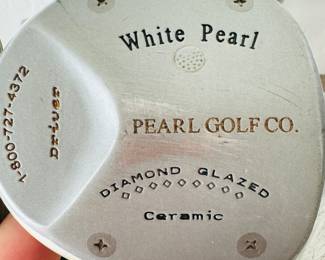 White Pearl
1-800-727-4372
Driver
PEARL GOLF CO.
DIAMOND GLAZED
Ceramic